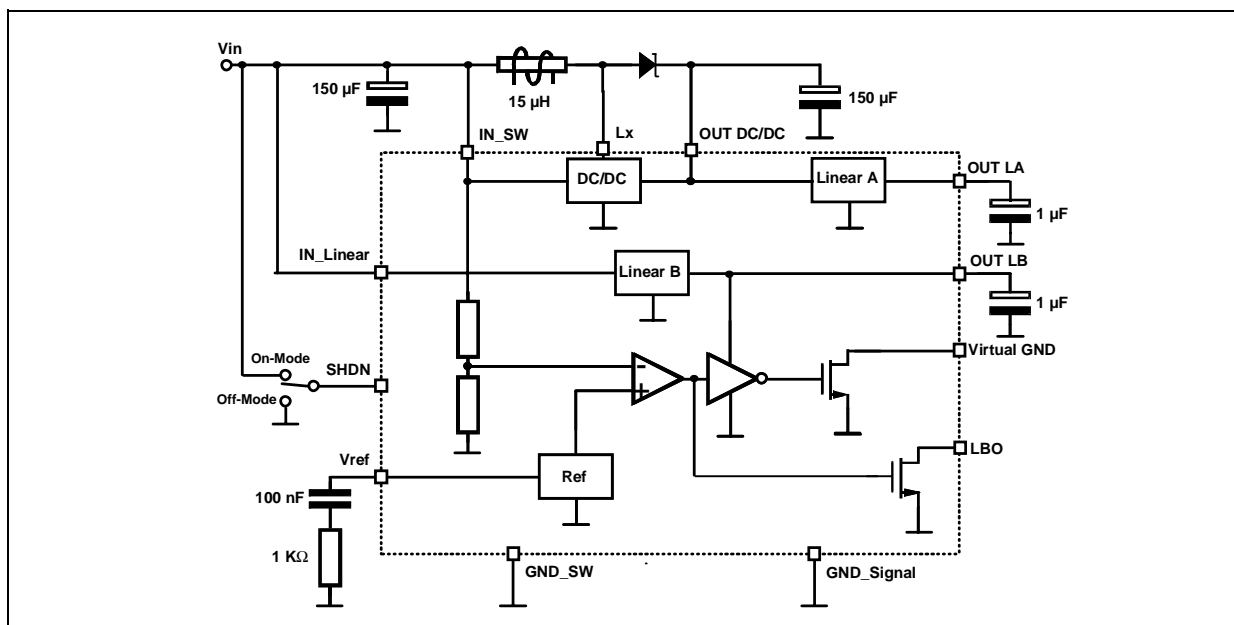 Vin
150 µF
15 µH
150 µF
IN_SW
Lx
OUT DC/DC
DC/DC
Linear A
OUT LA
1 µF
IN_Linear
Linear B
OUT LB
1 µF
On-Mode
SHDN
Off-Mode
-
+
Virtual GND
Vref
Ref
LBO
100 nF
1 KΩ
GND_SW
GND_Signal